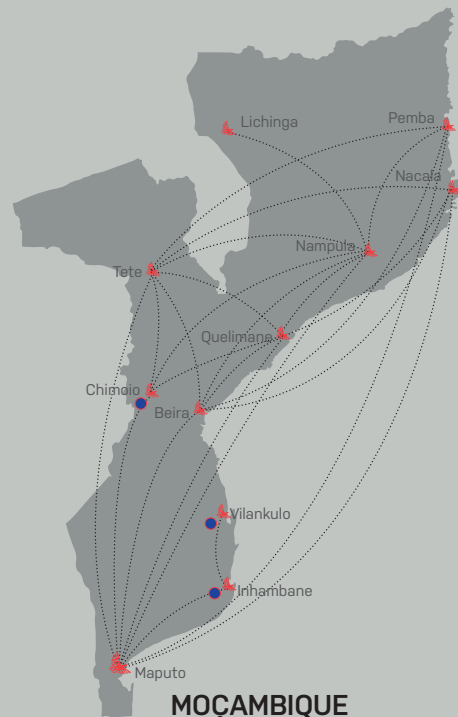 Pemba
Lichinga
Nacala
Nampula
Tete
Quelimane
Chimoio
Beira
Vilankulo
Inhambane
Maputo
MOÇAMBIQUE